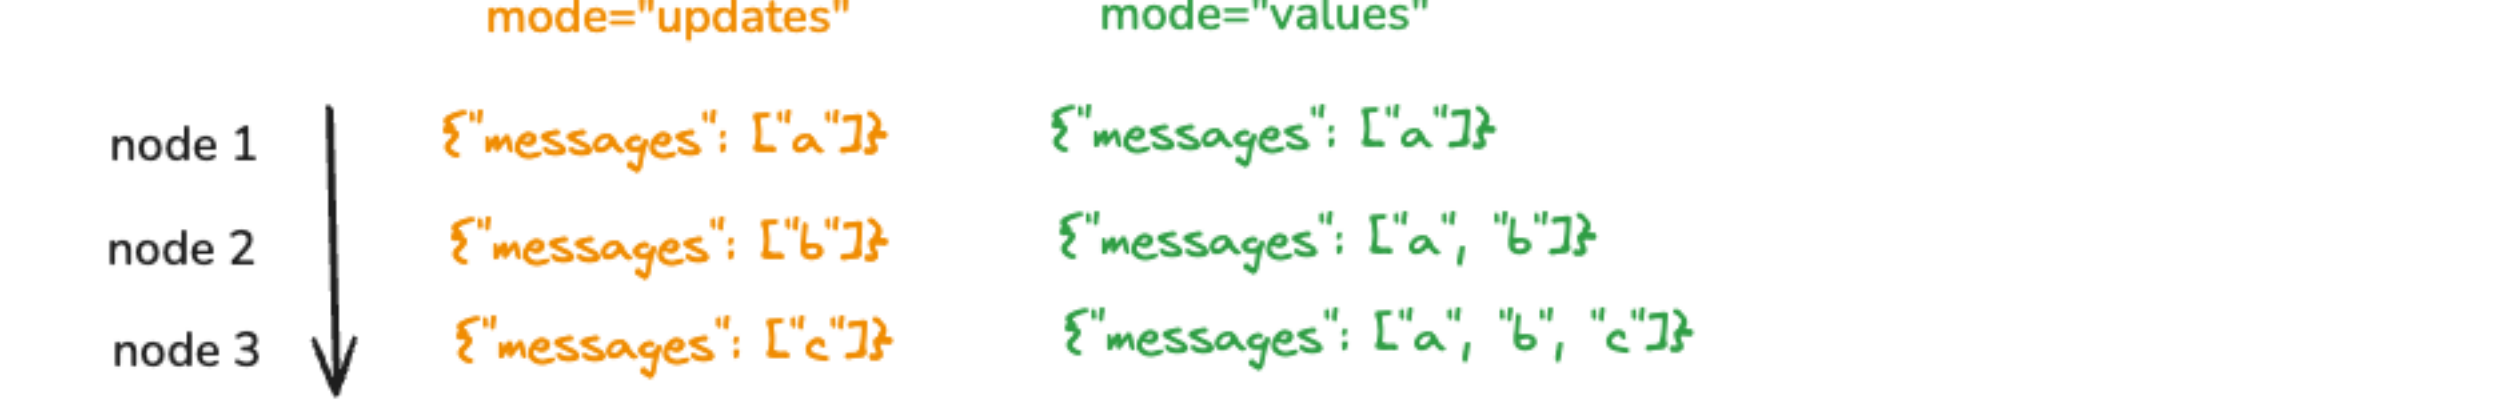 mode="updates" mode="values"
node 1 {"messages": ["a"]} {"messages": ["a"]}
node 2 {"messages": ["b"]} {"messages": ["a", "b"]}
node 3 {"messages": ["c"]} {"messages": ["a", "b", "c"]}